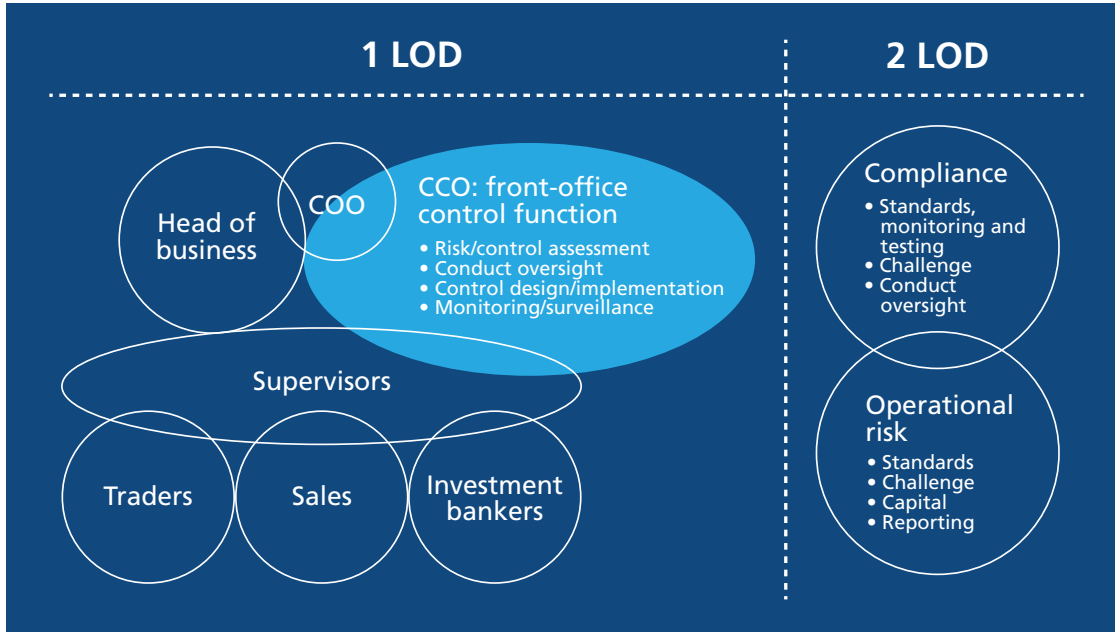 1 LOD
2 LOD
Head of
business
COO
CCO: front-office
control function
• Risk/control assessment
• Conduct oversight
• Control design/implementation
• Monitoring/surveillance
Supervisors
Traders
Sales
Investment
bankers
Compliance
• Standards,
monitoring and
testing
• Challenge
• Conduct
oversight
Operational
risk
• Standards
• Challenge
• Capital
• Reporting